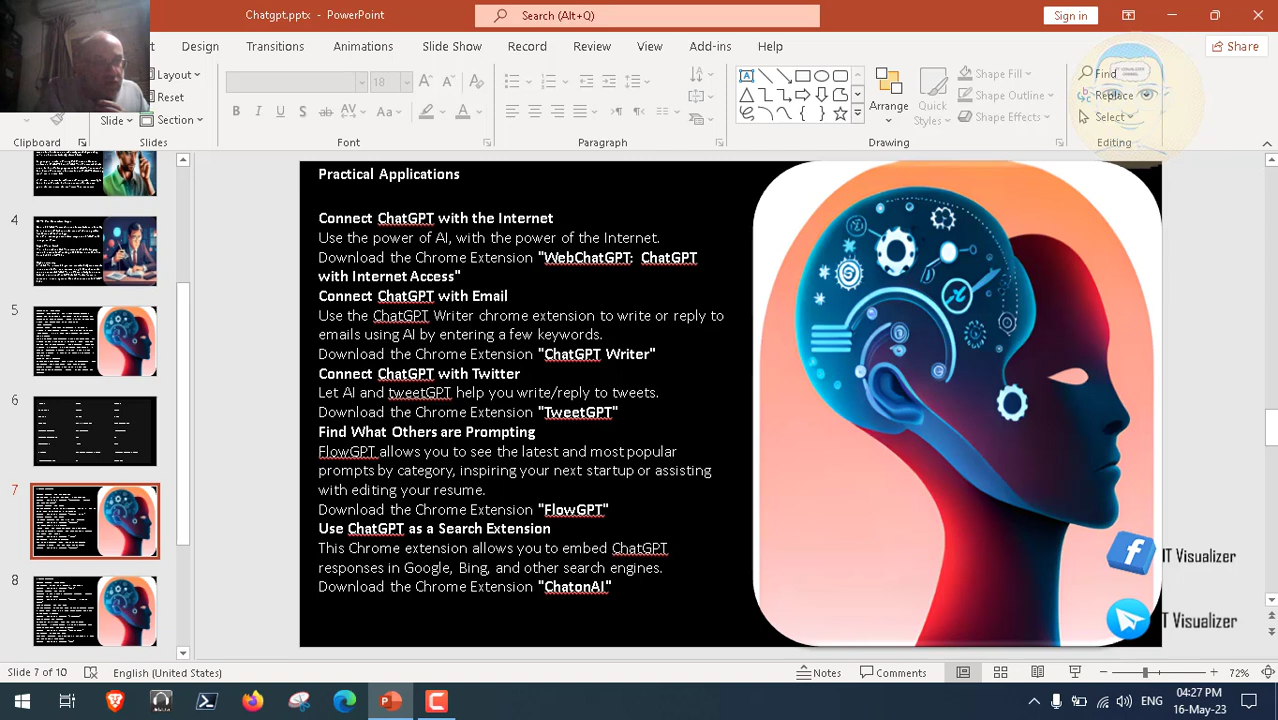 Chatgpt.pptx - PowerPoint
Search (Alt+Q)
Sign in
Design
Transitions
Animations
Slide Show
Record
Review
View
Add-ins
Help
Share
Layout
Reset
Slide
Section
18
Aa
Arrange
Quick
Styles
Shape Fill
Shape Outline
Shape Effects
Find
Replace
Select
Clipboard
Slides
Font
Paragraph
Drawing
Editing
4
5
6
7
8
Practical Applications
Connect ChatGPT with the Internet
Use the power of AI, with the power of the Internet.
Download the Chrome Extension "WebChatGPT: ChatGPT
with Internet Access"
Connect ChatGPT with Email
Use the ChatGPT Writer chrome extension to write or reply to
emails using AI by entering a few keywords.
Download the Chrome Extension "ChatGPT Writer"
Connect ChatGPT with Twitter
Let AI and tweetGPT help you write/reply to tweets.
Download the Chrome Extension "TweetGPT"
Find What Others are Prompting
FlowGPT allows you to see the latest and most popular
prompts by category, inspiring your next startup or assisting
with editing your resume.
Download the Chrome Extension "FlowGPT"
Use ChatGPT as a Search Extension
This Chrome extension allows you to embed ChatGPT
responses in Google, Bing, and other search engines.
Download the Chrome Extension "ChatonAI"
IT Visualizer
IT Visualizer
Slide 7 of 10
English (United States)
Notes
Comments
72%
ENG
04:27 PM
16-May-23